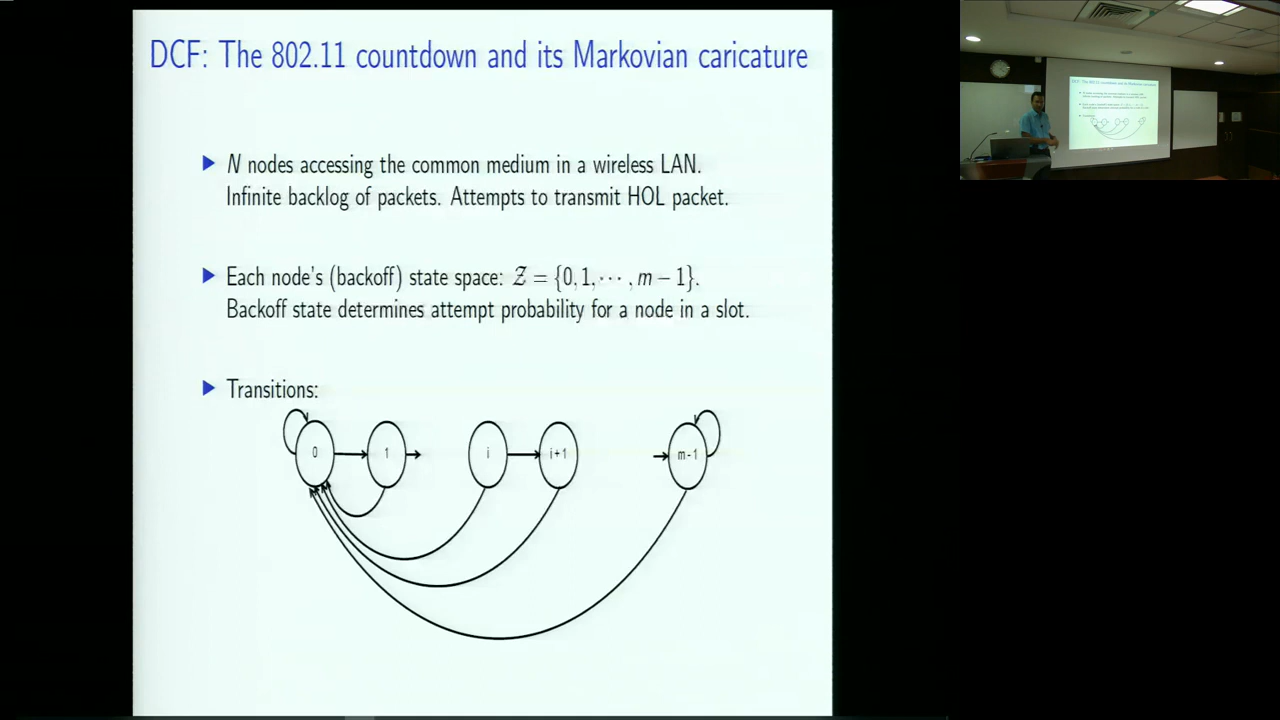 DCF: The 802.11 countdown and its Markovian caricature
N nodes accessing the common medium in a wireless LAN.
Infinite backlog of packets. Attempts to transmit HOL packet.
Each node's (backoff) state space: Z = {0, 1, ⋯ , m − 1}.
Backoff state determines attempt probability for a node in a slot.
Transitions:
0 1 i i+1 m-1